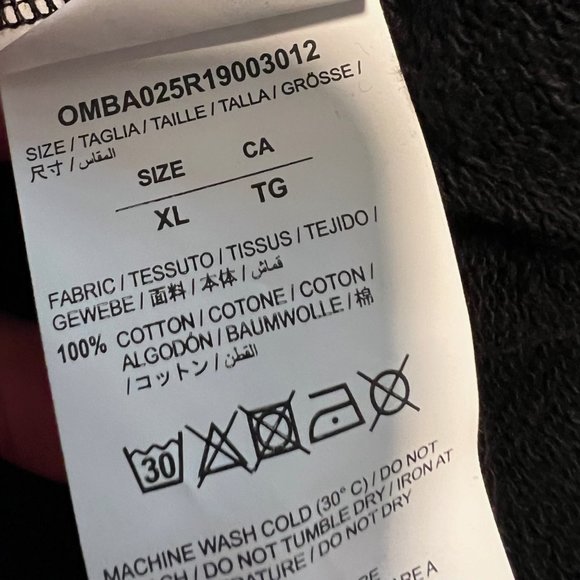 OMBA025R19003012
SIZE / TAGLIA / TAILLE / TALLA / GRÖSSE /
尺寸 / المقاس
SIZE CA
XL TG
FABRIC / TESSUTO / TISSUS / TEJIDO /
GEWEBE / 面料 / 本体 / قماش
100% COTTON / COTONE / COTON /
ALGODÓN / BAUMWOLLE / 棉
/ コットン / القطن
30
MACHINE WASH COLD (30° C) / DO NOT
/ DO NOT TUMBLE DRY / IRON AT
TEMPERATURE / DO NOT DRY